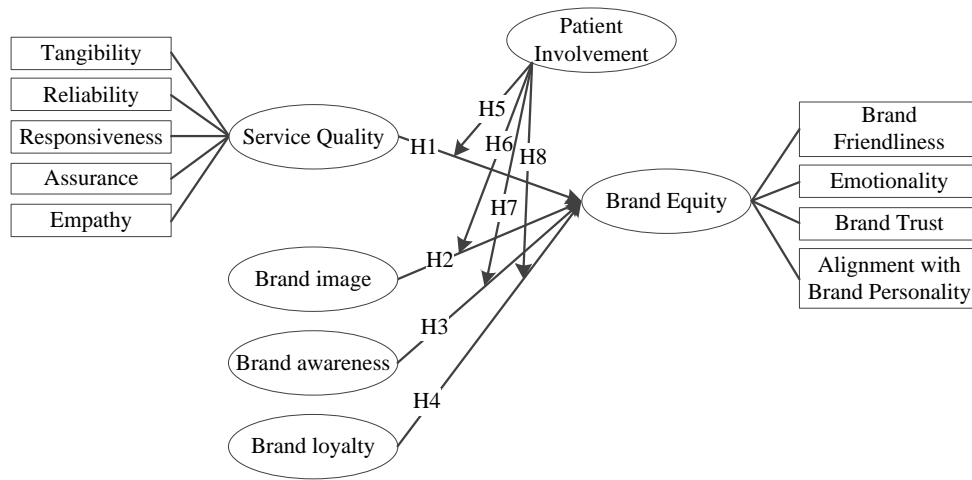 Patient
Involvement
Tangibility
Reliability
Responsiveness
Assurance
Empathy
Service Quality
H1
H5
H6
H8
H7
Brand Equity
Brand
Friendliness
Emotionality
Brand Trust
Alignment with
Brand Personality
Brand image
H2
Brand awareness
H3
Brand loyalty
H4